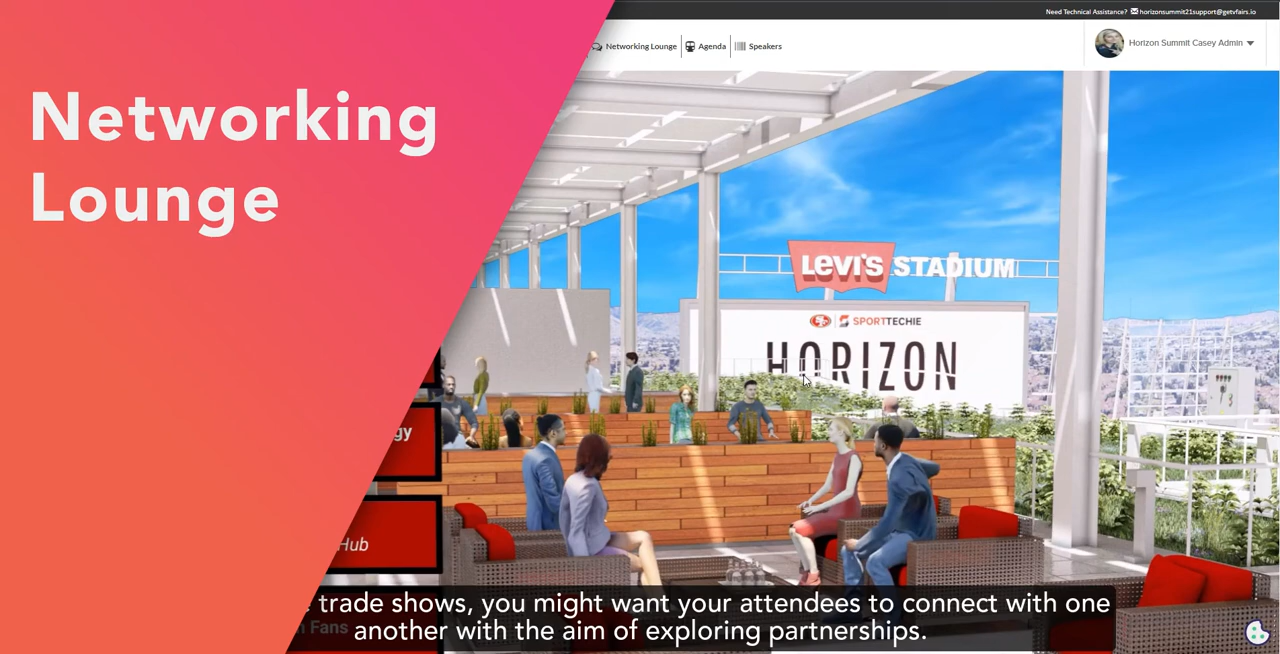 Need Technical Assistance? horizonsummit21support@getvfairs.io
Networking Lounge
Agenda
Speakers
Horizon Summit Casey Admin
Networking
Lounge
LEVI'S STADIUM
SPORTTECHIE
HORIZON
gy
Hub
n Fans
trade shows, you might want your attendees to connect with one
another with the aim of exploring partnerships.